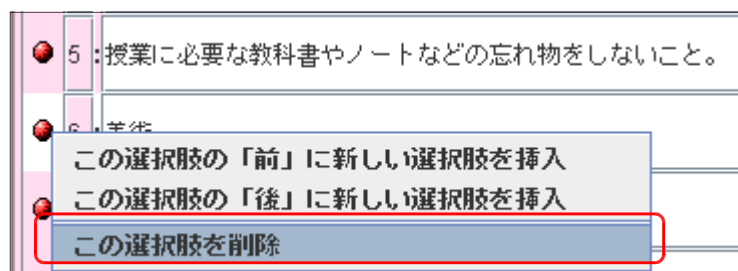 5 : 授業に必要な教科書やノートなどの忘れ物をしないこと。
6 : 美術
この選択肢の「前」に新しい選択肢を挿入
この選択肢の「後」に新しい選択肢を挿入
この選択肢を削除